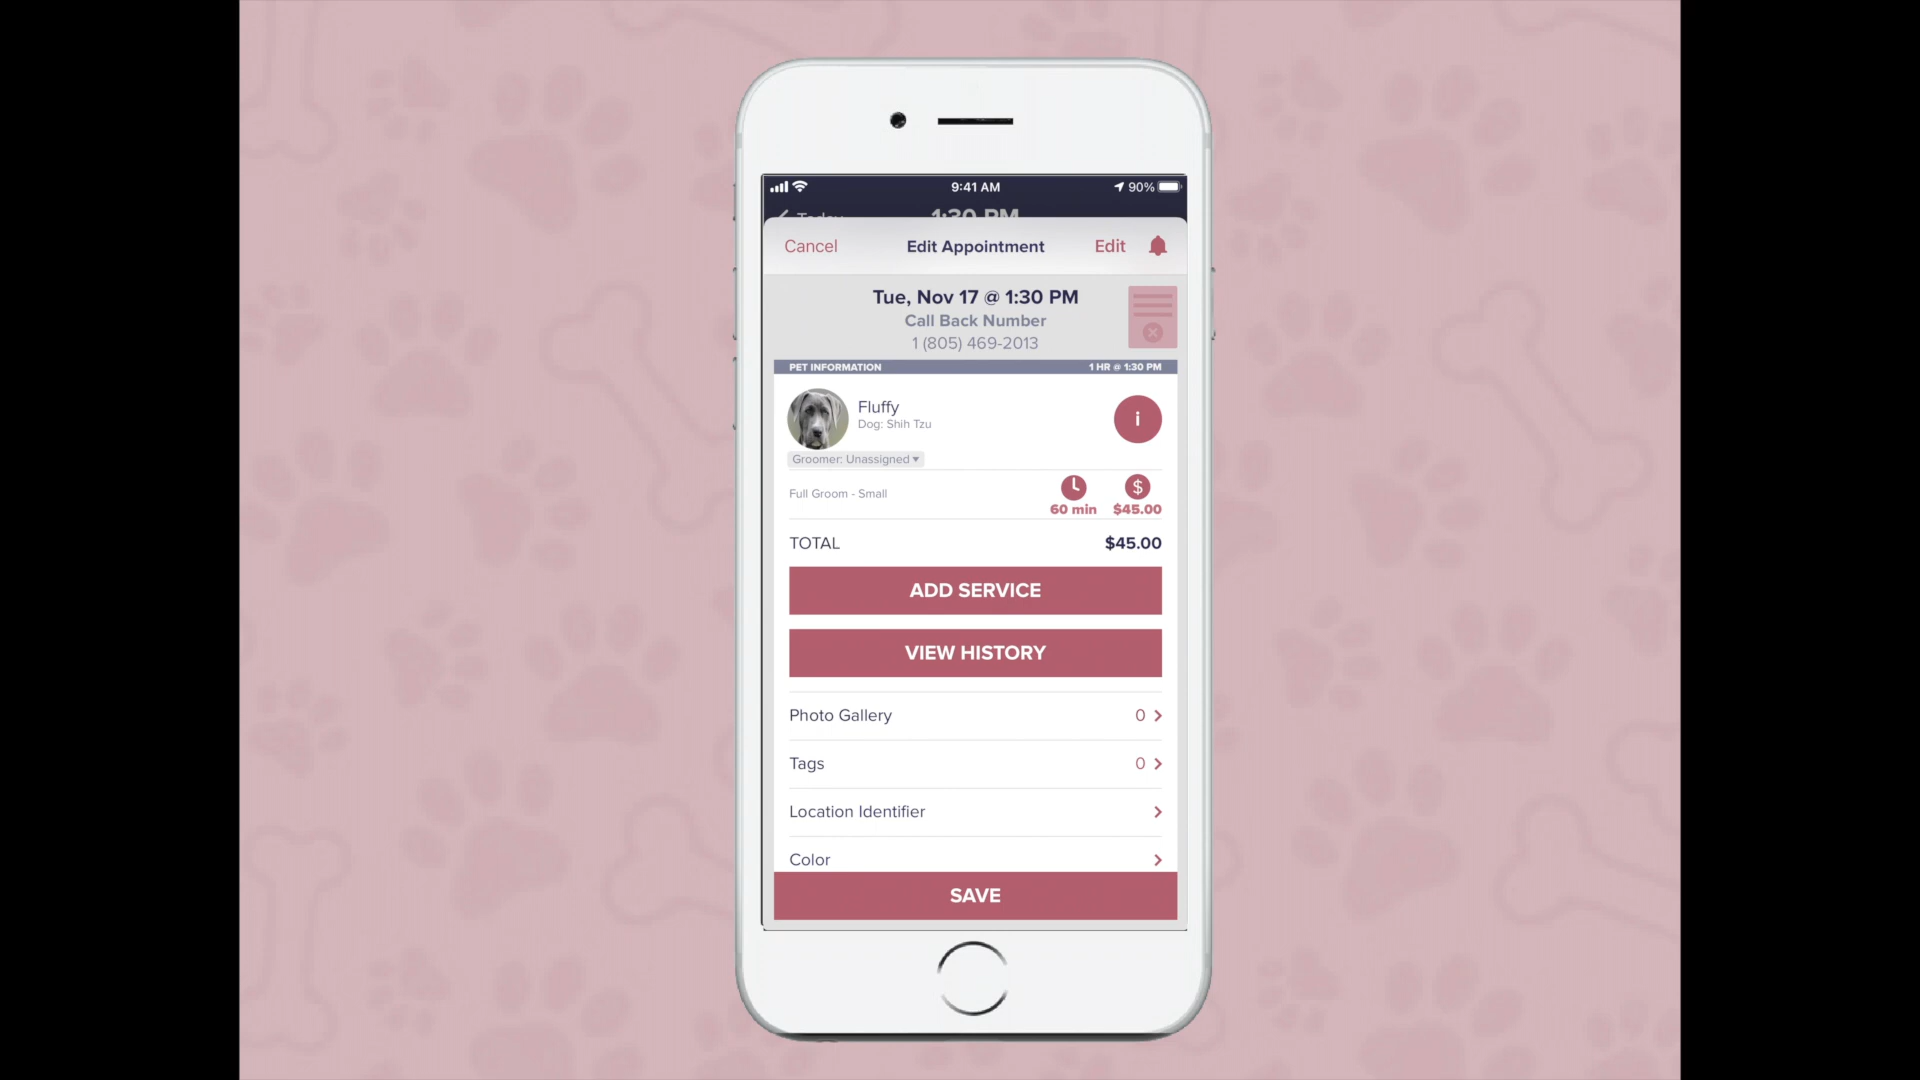 9:41 AM
90%
Today
1:30 PM
Cancel
Edit Appointment
Edit
Tue, Nov 17 @ 1:30 PM
Call Back Number
1 (805) 469-2013
PET INFORMATION
1 HR @ 1:30 PM
Fluffy
Dog: Shih Tzu
i
Groomer: Unassigned
Full Groom - Small
$
60 min
$45.00
TOTAL
$45.00
ADD SERVICE
VIEW HISTORY
Photo Gallery
0
Tags
0
Location Identifier
Color
SAVE